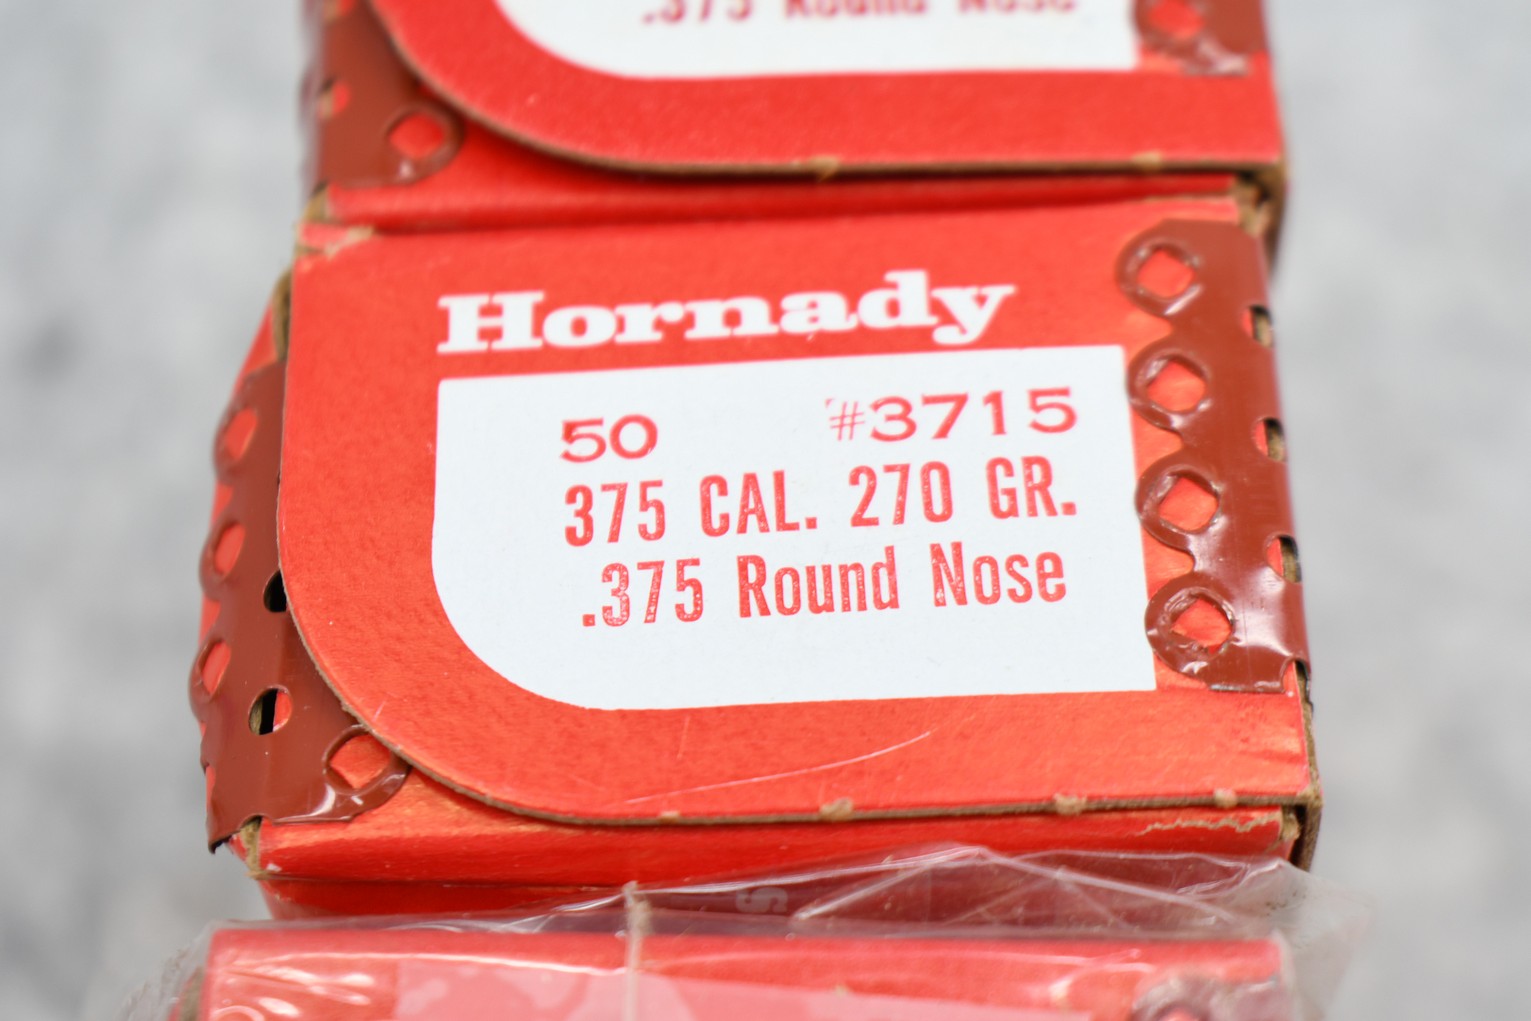 .375 Round Nose
Hornady
50 #3715
375 CAL. 270 GR.
.375 Round Nose
S